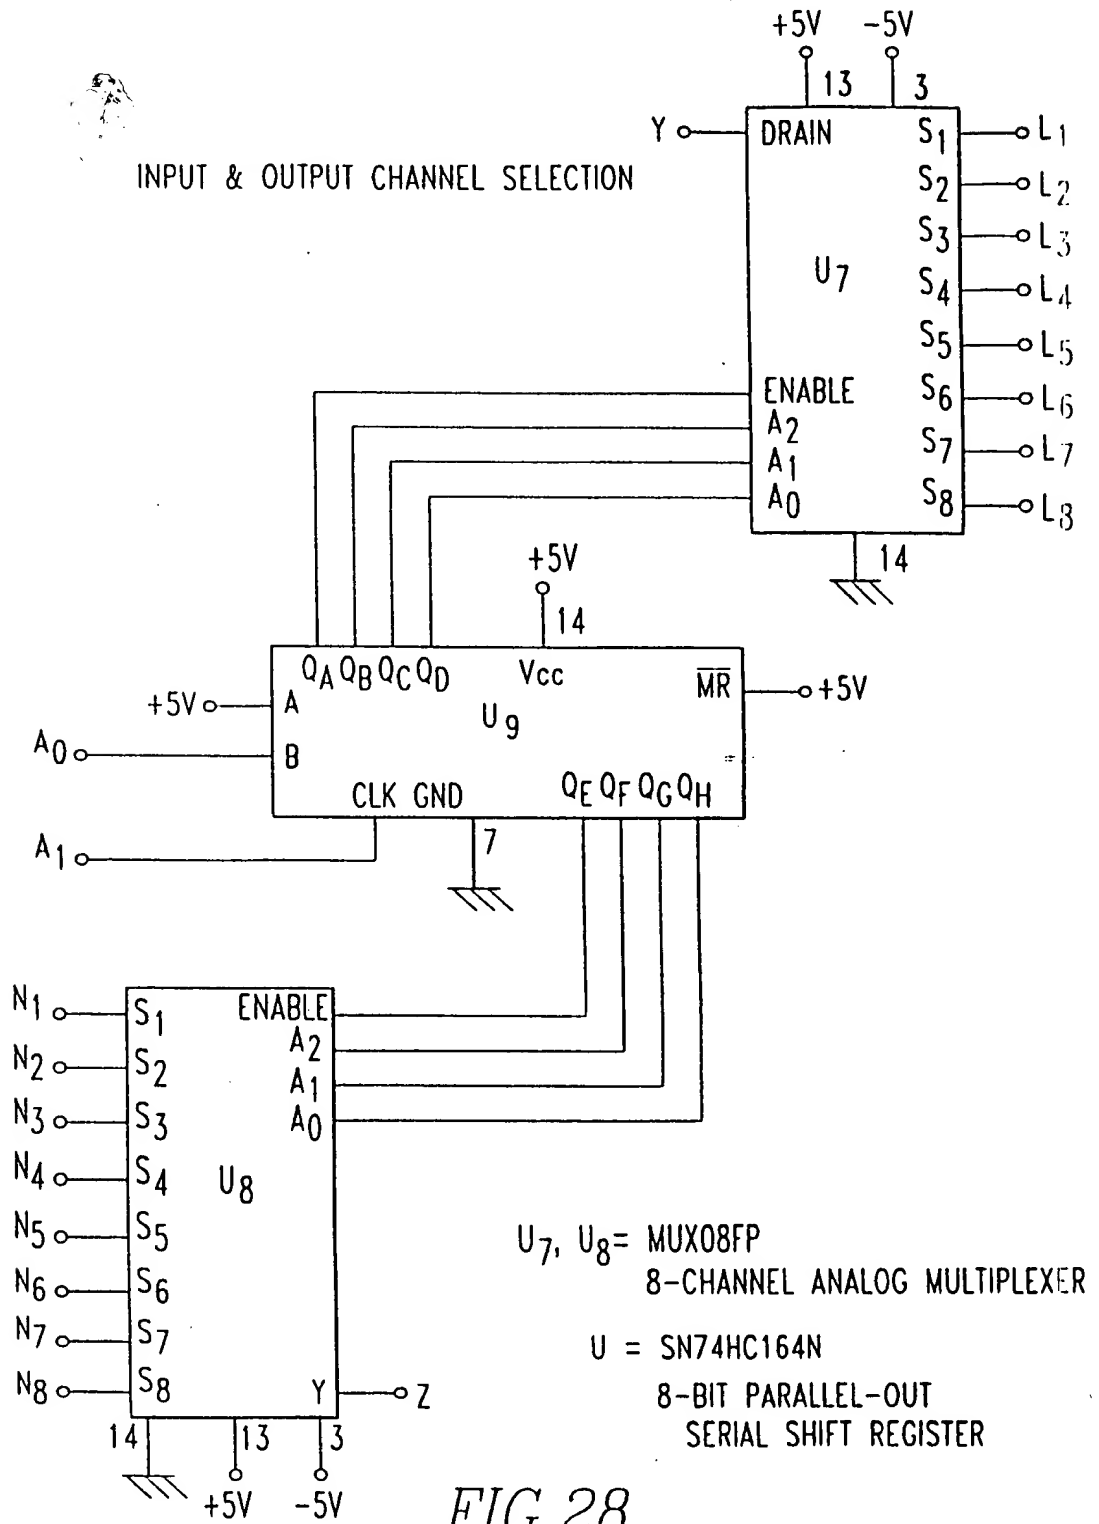 +5V -5V
13 3
Y DRAIN S1 L1
INPUT & OUTPUT CHANNEL SELECTION
S2 L2
S3 L3
U7
S4 L4
S5 L5
ENABLE S6 L6
A2
A1 S7 L7
A0 S8 L8
14
+5V
14
QA QB QC QD Vcc M̅R̅ +5V
+5V A
U9
A0 B
CLK GND QE QF QG QH
A1
7
N1 S1 ENABLE
N2 S2 A2
A1
N3 S3 A0
N4 S4 U8
N5 S5
N6 S6
N7 S7
N8 S8 Y Z
14 13 3
+5V -5V
U7, U8= MUX08FP
8-CHANNEL ANALOG MULTIPLEXER
U = SN74HC164N
8-BIT PARALLEL-OUT
SERIAL SHIFT REGISTER
FIG. 28